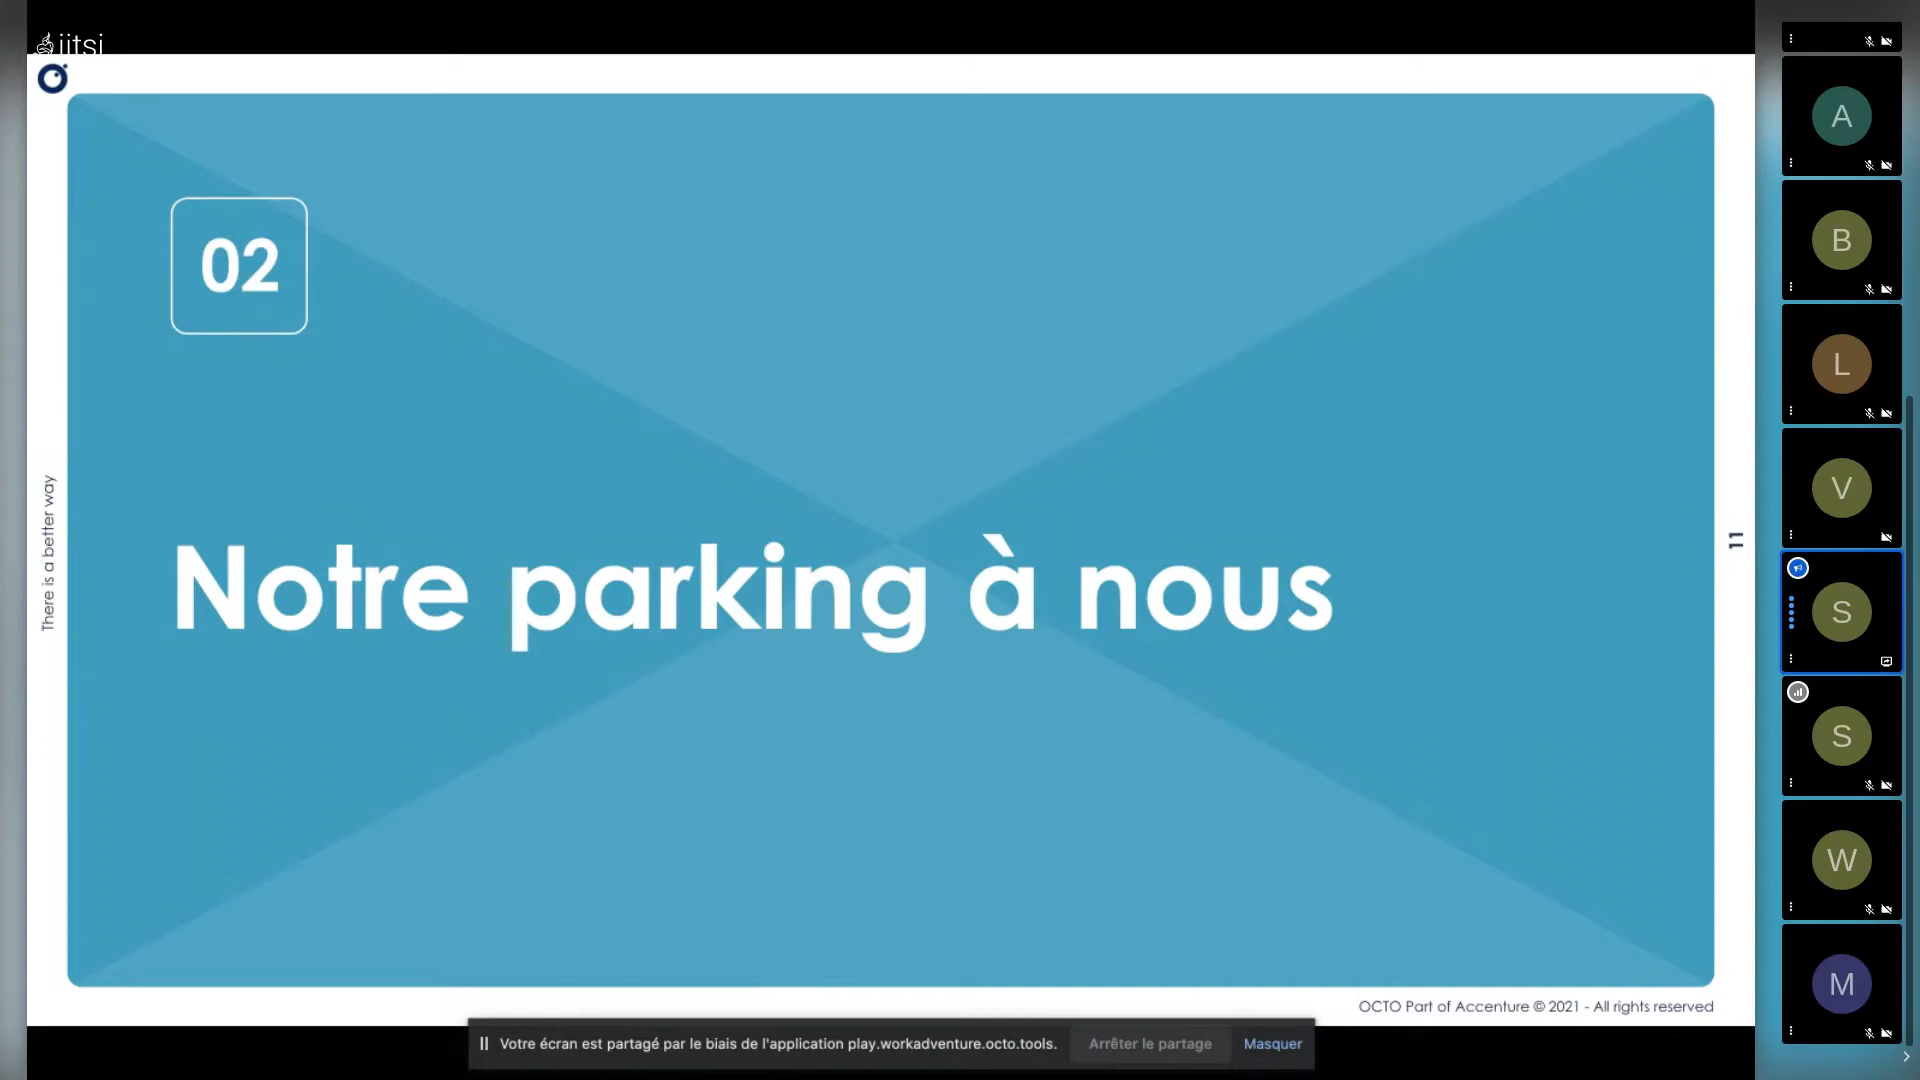 jitsi
02
Notre parking à nous
There is a better way
11
OCTO Part of Accenture © 2021 - All rights reserved
Votre écran est partagé par le biais de l'application play.workadventure.octo.tools.
Arrêter le partage
Masquer
A
B
L
V
S
S
W
M